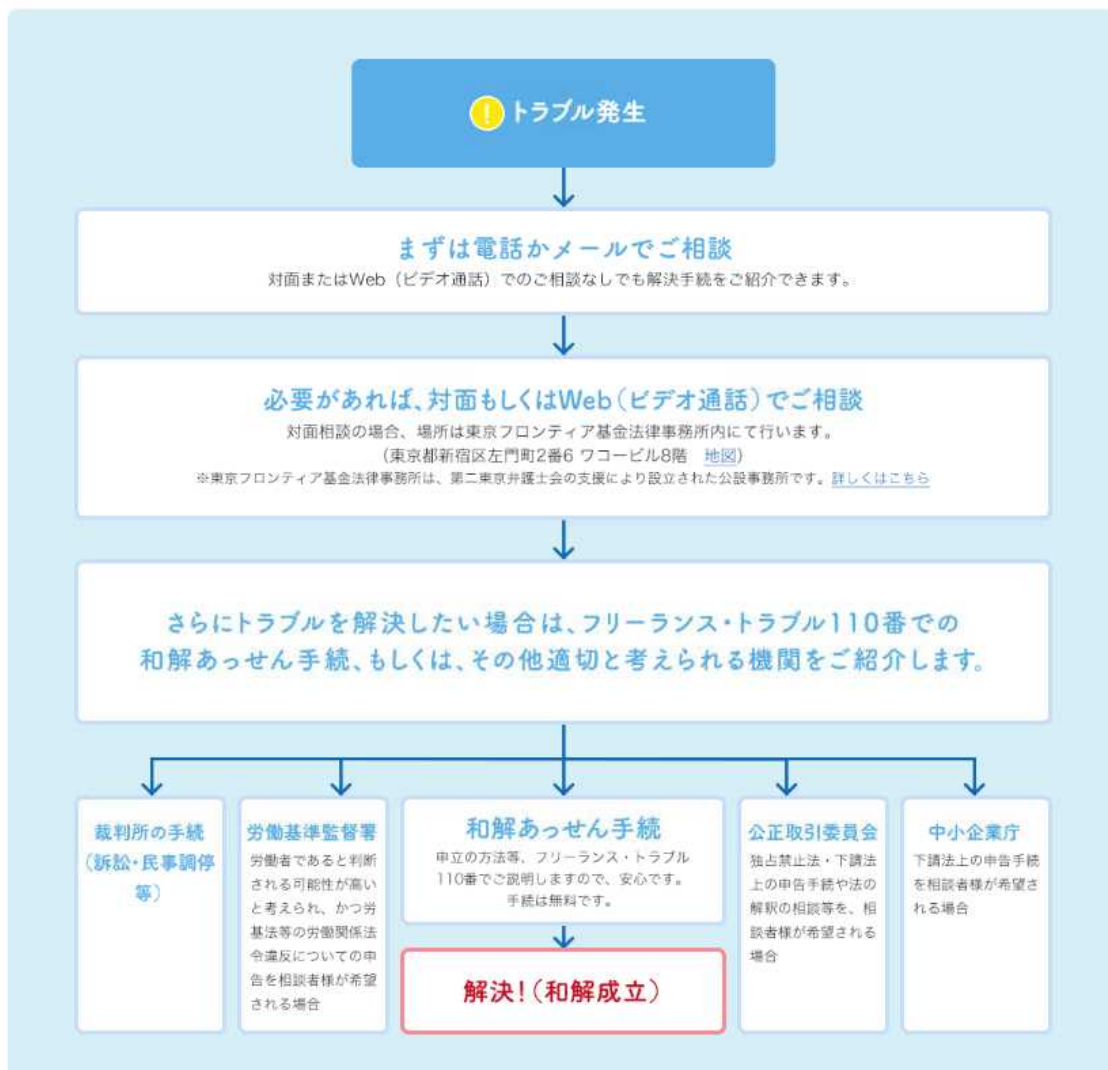 ! トラブル発生
まずは電話かメールでご相談
対面またはWeb（ビデオ通話）でのご相談なしでも解決手続をご紹介できます。
必要があれば、対面もしくはWeb（ビデオ通話）でご相談
対面相談の場合、場所は東京フロンティア基金法律事務所内にて行います。
(東京都新宿区左門町2番6 ワコービル8階　地図)
※東京フロンティア基金法律事務所は、第二東京弁護士会の支援により設立された公設事務所です。詳しくはこちら
さらにトラブルを解決したい場合は、フリーランス・トラブル110番での
和解あっせん手続、もしくは、その他適切と考えられる機関をご紹介します。
裁判所の手続
（訴訟・民事調停
等）
労働基準監督署
労働者であると判断
される可能性が高い
と考えられ、かつ労
基法等の労働関係法
令違反についての申
告を相談者様が希望
される場合
和解あっせん手続
申立の方法等、フリーランス・トラブル
110番でご説明しますので、安心です。
手続は無料です。
解決！（和解成立）
公正取引委員会
独占禁止法・下請法
上の申告手続や法の
解釈の相談等を、相
談者様が希望される
場合
中小企業庁
下請法上の申告手続
を相談者様が希望さ
れる場合